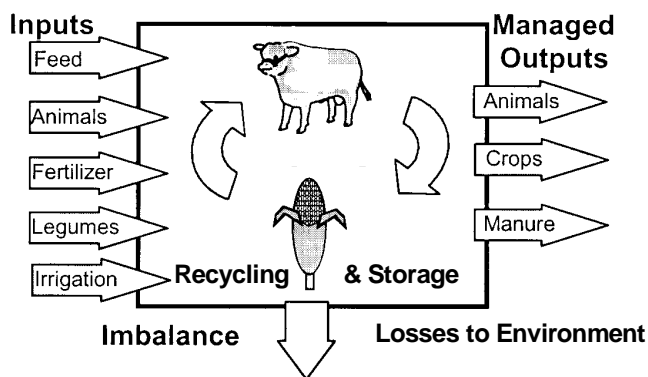 Inputs
Feed
Animals
Fertilizer
Legumes
Irrigation
Managed
Outputs
Animals
Crops
Manure
Recycling & Storage
Imbalance
Losses to Environment